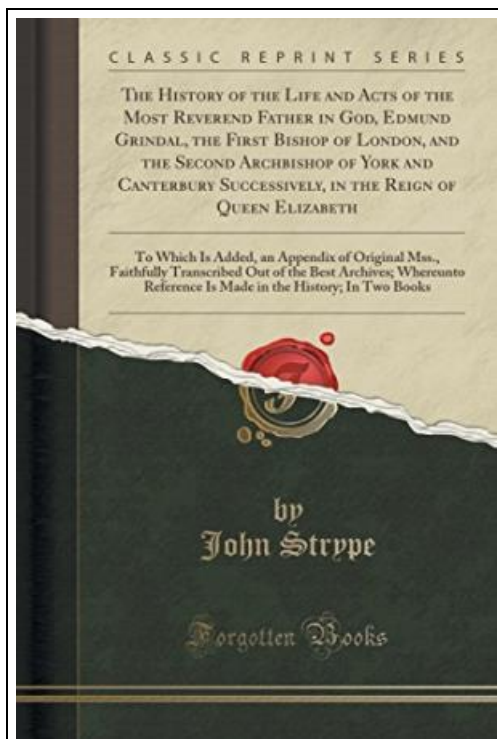 CLASSIC REPRINT SERIES
The History of the Life and Acts of the
Most Reverend Father in God, Edmund
Grindal, the First Bishop of London, and
the Second Archbishop of York and
Canterbury Successively, in the Reign of
Queen Elizabeth
To Which Is Added, an Appendix of Original Mss.,
Faithfully Transcribed Out of the Best Archives; Whereunto
Reference Is Made in the History; In Two Books
by
John Strype
Forgotten Books